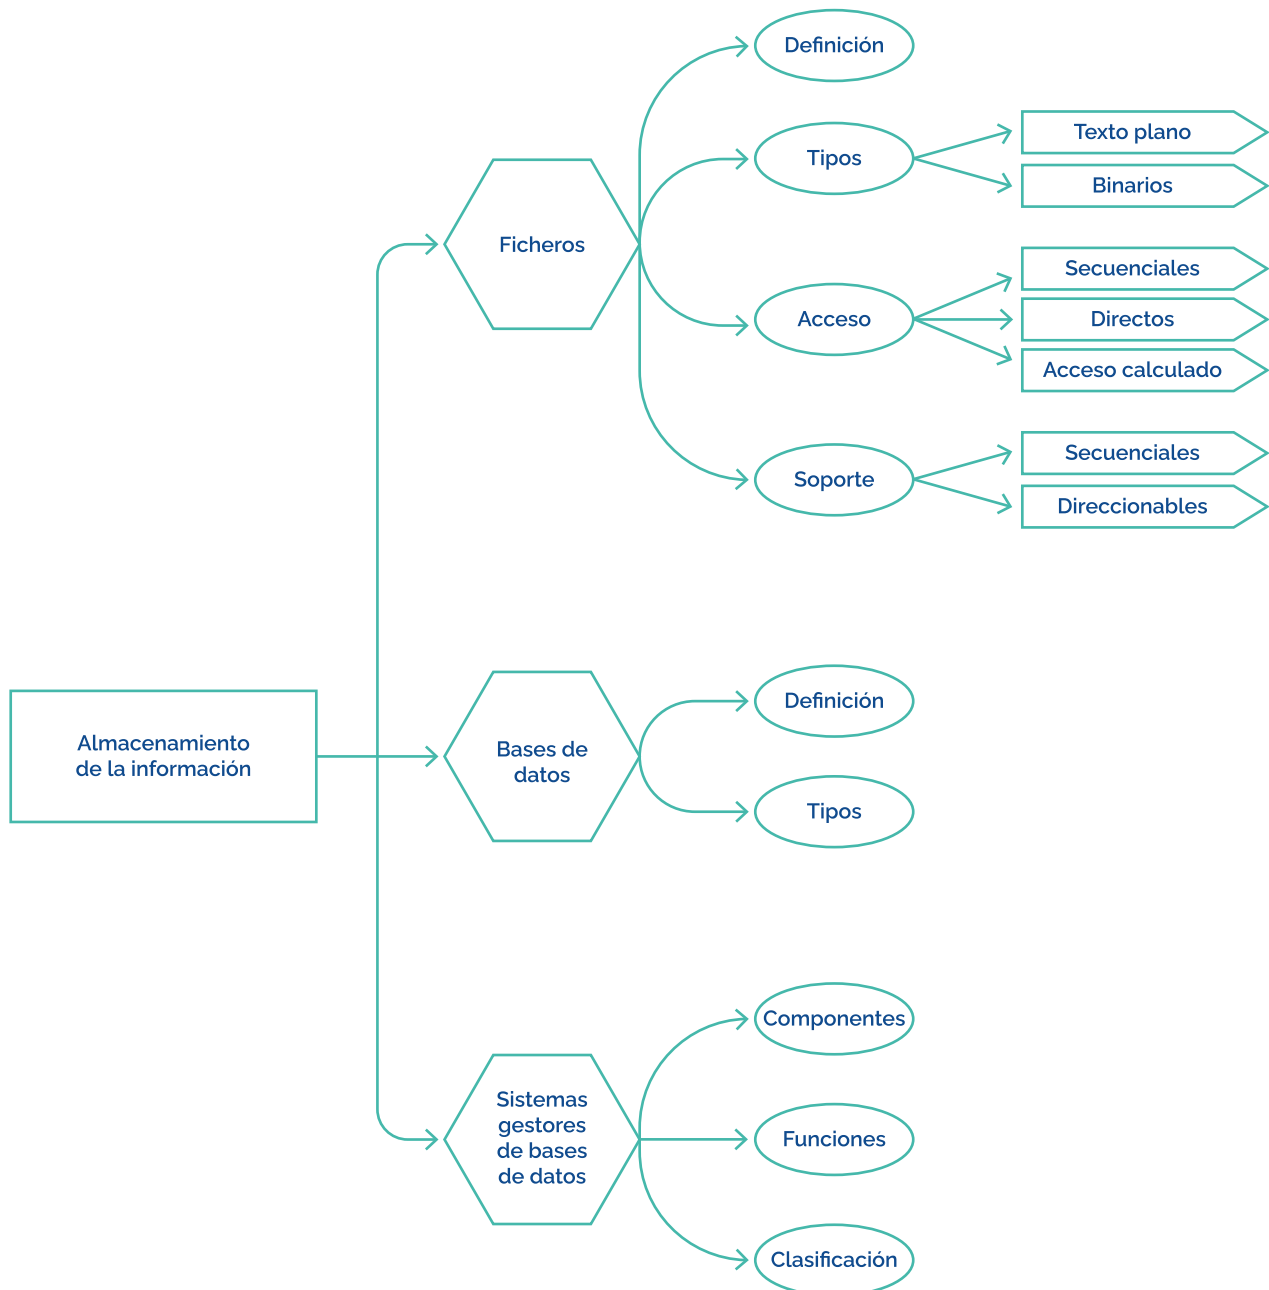 Definición
Tipos
Texto plano
Binarios
Ficheros
Acceso
Secuenciales
Directos
Acceso calculado
Soporte
Secuenciales
Direccionables
Almacenamiento
de la información
Bases de
datos
Definición
Tipos
Sistemas
gestores
de bases
de datos
Componentes
Funciones
Clasificación